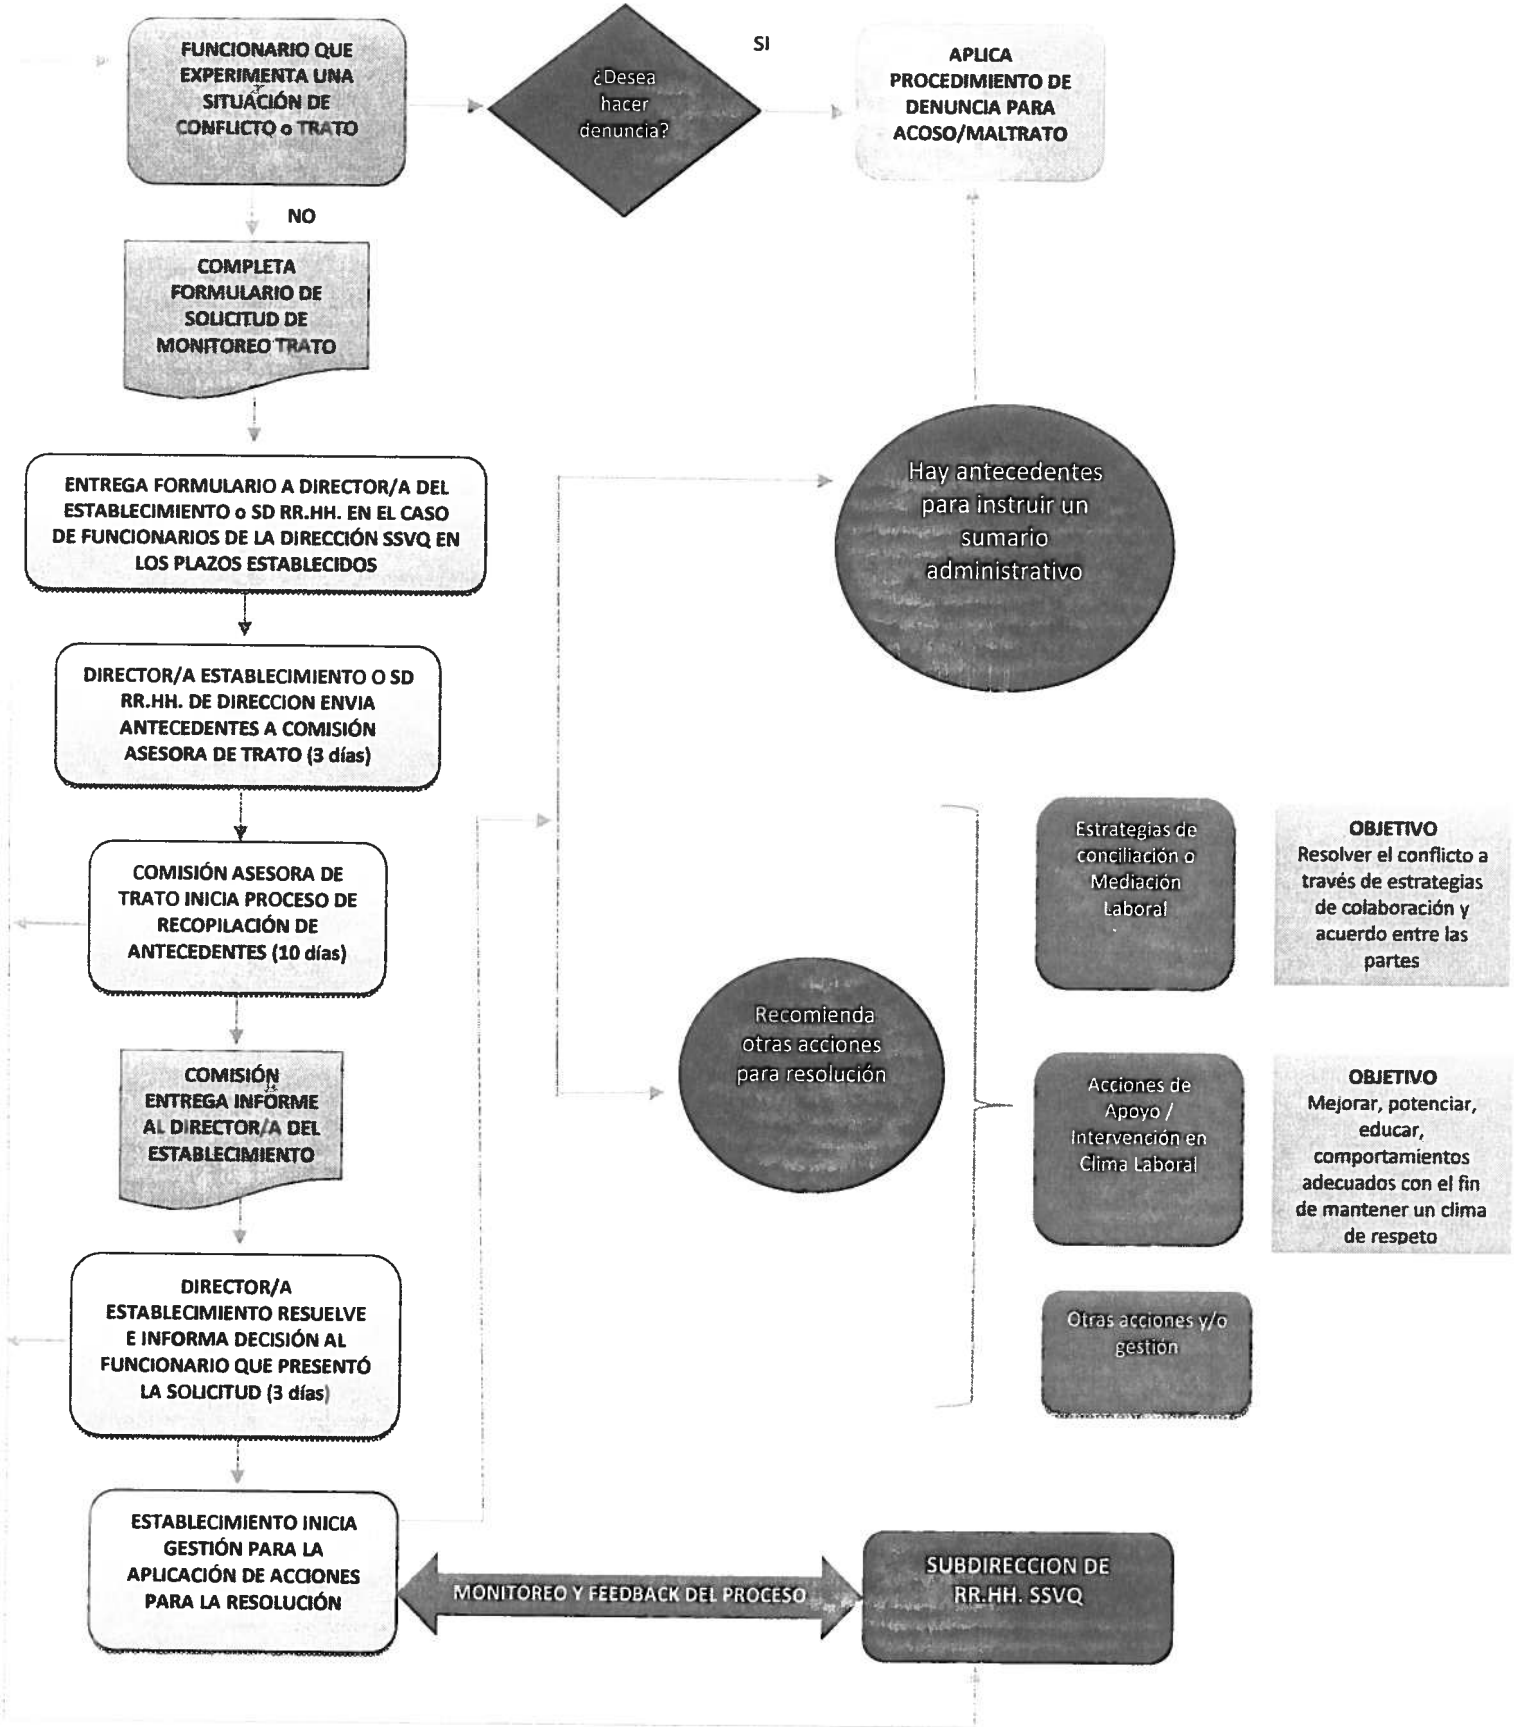 FUNCIONARIO QUE
EXPERIMENTA UNA
SITUACIÓN DE
CONFLICTO o TRATO
¿Desea
hacer
denuncia?
SI
APLICA
PROCEDIMIENTO DE
DENUNCIA PARA
ACOSO/MALTRATO
NO
COMPLETA
FORMULARIO DE
SOLICITUD DE
MONITOREO TRATO
ENTREGA FORMULARIO A DIRECTOR/A DEL
ESTABLECIMIENTO o SD RR.HH. EN EL CASO
DE FUNCIONARIOS DE LA DIRECCIÓN SSVQ EN
LOS PLAZOS ESTABLECIDOS
DIRECTOR/A ESTABLECIMIENTO O SD
RR.HH. DE DIRECCION ENVIA
ANTECEDENTES A COMISIÓN
ASESORA DE TRATO (3 días)
COMISIÓN ASESORA DE
TRATO INICIA PROCESO DE
RECOPILACIÓN DE
ANTECEDENTES (10 días)
COMISIÓN
ENTREGA INFORME
AL DIRECTOR/A DEL
ESTABLECIMIENTO
DIRECTOR/A
ESTABLECIMIENTO RESUELVE
E INFORMA DECISIÓN AL
FUNCIONARIO QUE PRESENTÓ
LA SOLICITUD (3 días)
ESTABLECIMIENTO INICIA
GESTIÓN PARA LA
APLICACIÓN DE ACCIONES
PARA LA RESOLUCIÓN
MONITOREO Y FEEDBACK DEL PROCESO
SUBDIRECCION DE
RR.HH. SSVQ
Hay antecedentes
para instruir un
sumario
administrativo
Recomienda
otras acciones
para resolución
Estrategias de
conciliación o
Mediación
Laboral
OBJETIVO
Resolver el conflicto a
través de estrategias
de colaboración y
acuerdo entre las
partes
Acciones de
Apoyo /
Intervención en
Clima Laboral
OBJETIVO
Mejorar, potenciar,
educar,
comportamientos
adecuados con el fin
de mantener un clima
de respeto
Otras acciones y/o
gestión